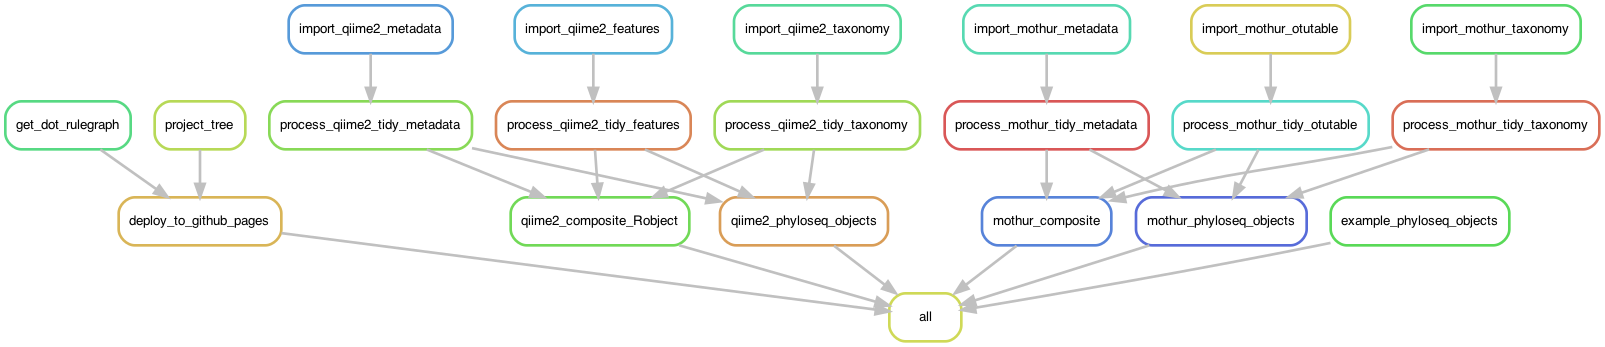 import_qiime2_metadata
import_qiime2_features
import_qiime2_taxonomy
import_mothur_metadata
import_mothur_otutable
import_mothur_taxonomy
get_dot_rulegraph
project_tree
process_qiime2_tidy_metadata
process_qiime2_tidy_features
process_qiime2_tidy_taxonomy
process_mothur_tidy_metadata
process_mothur_tidy_otutable
process_mothur_tidy_taxonomy
deploy_to_github_pages
qiime2_composite_Robject
qiime2_phyloseq_objects
mothur_composite
mothur_phyloseq_objects
example_phyloseq_objects
all